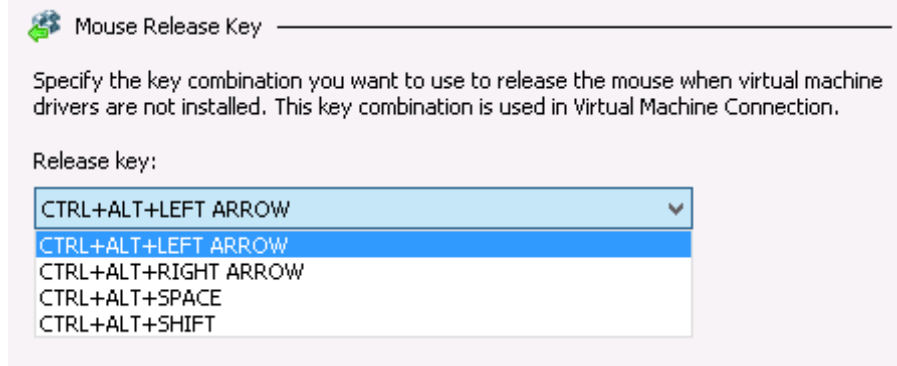 Mouse Release Key
Specify the key combination you want to use to release the mouse when virtual machine
drivers are not installed. This key combination is used in Virtual Machine Connection.
Release key:
CTRL+ALT+LEFT ARROW
CTRL+ALT+LEFT ARROW
CTRL+ALT+RIGHT ARROW
CTRL+ALT+SPACE
CTRL+ALT+SHIFT